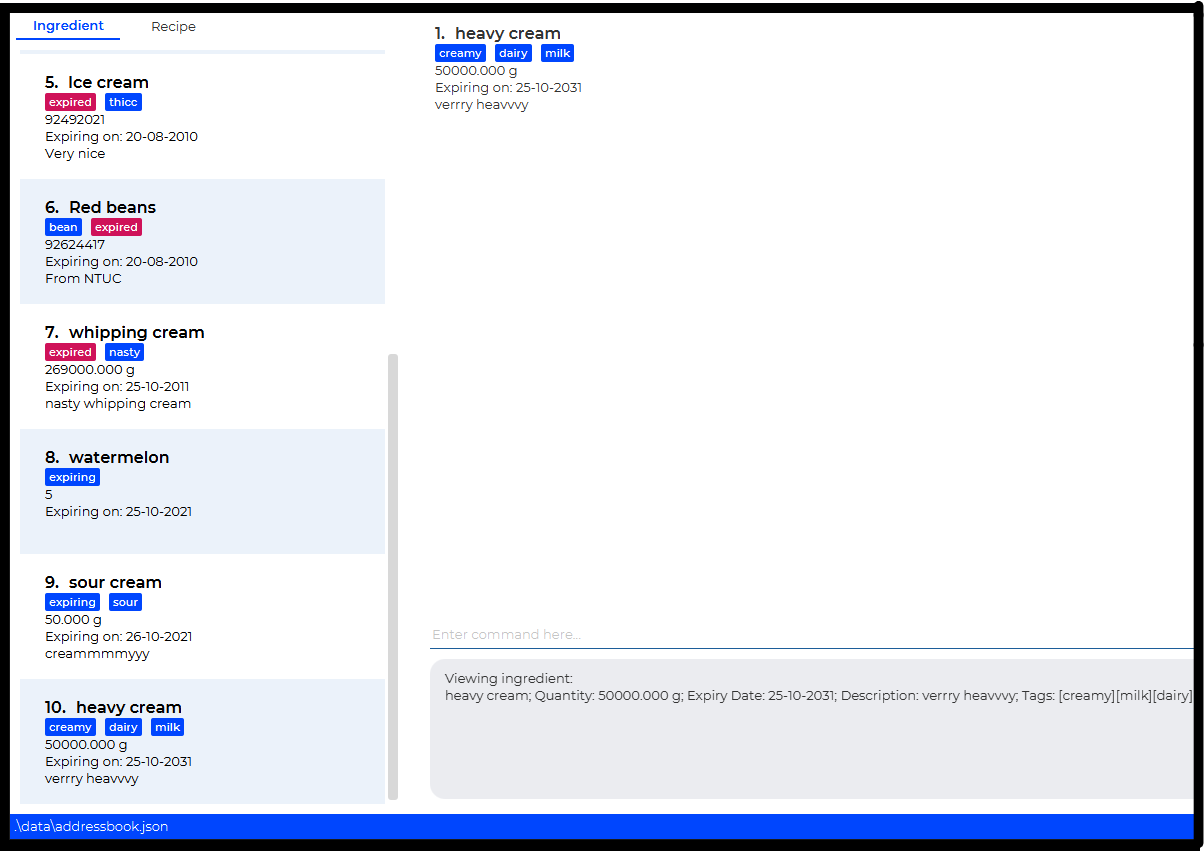 Ingredient Recipe
5. Ice cream
expired thicc
92492021
Expiring on: 20-08-2010
Very nice
6. Red beans
bean expired
92624417
Expiring on: 20-08-2010
From NTUC
7. whipping cream
expired nasty
269000.000 g
Expiring on: 25-10-2011
nasty whipping cream
8. watermelon
expiring
5
Expiring on: 25-10-2021
9. sour cream
expiring sour
50.000 g
Expiring on: 26-10-2021
creammmmyyy
10. heavy cream
creamy dairy milk
50000.000 g
Expiring on: 25-10-2031
verrry heavvvy
1. heavy cream
creamy dairy milk
50000.000 g
Expiring on: 25-10-2031
verrry heavvvy
Enter command here...
Viewing ingredient:
heavy cream; Quantity: 50000.000 g; Expiry Date: 25-10-2031; Description: verrry heavvvy; Tags: [creamy][milk][dairy]
.\data\addressbook.json